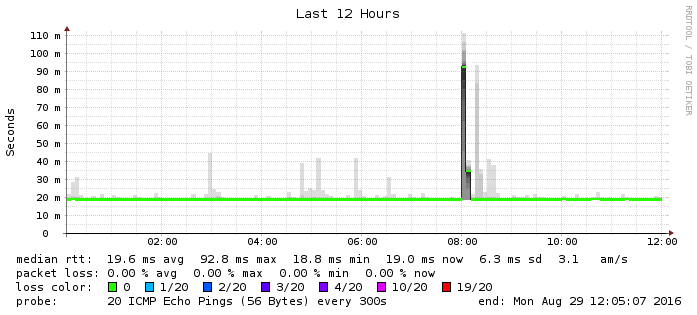 Last 12 Hours
RRDTOOL / TOBI OETIKER
Seconds
110 m
100 m
90 m
80 m
70 m
60 m
50 m
40 m
30 m
20 m
10 m
0
02:00 04:00 06:00 08:00 10:00 12:00
median rtt: 19.6 ms avg 92.8 ms max 18.8 ms min 19.0 ms now 6.3 ms sd 3.1 am/s
packet loss: 0.00 % avg 0.00 % max 0.00 % min 0.00 % now
loss color: 0 1/20 2/20 3/20 4/20 10/20 19/20
probe: 20 ICMP Echo Pings (56 Bytes) every 300s end: Mon Aug 29 12:05:07 2016